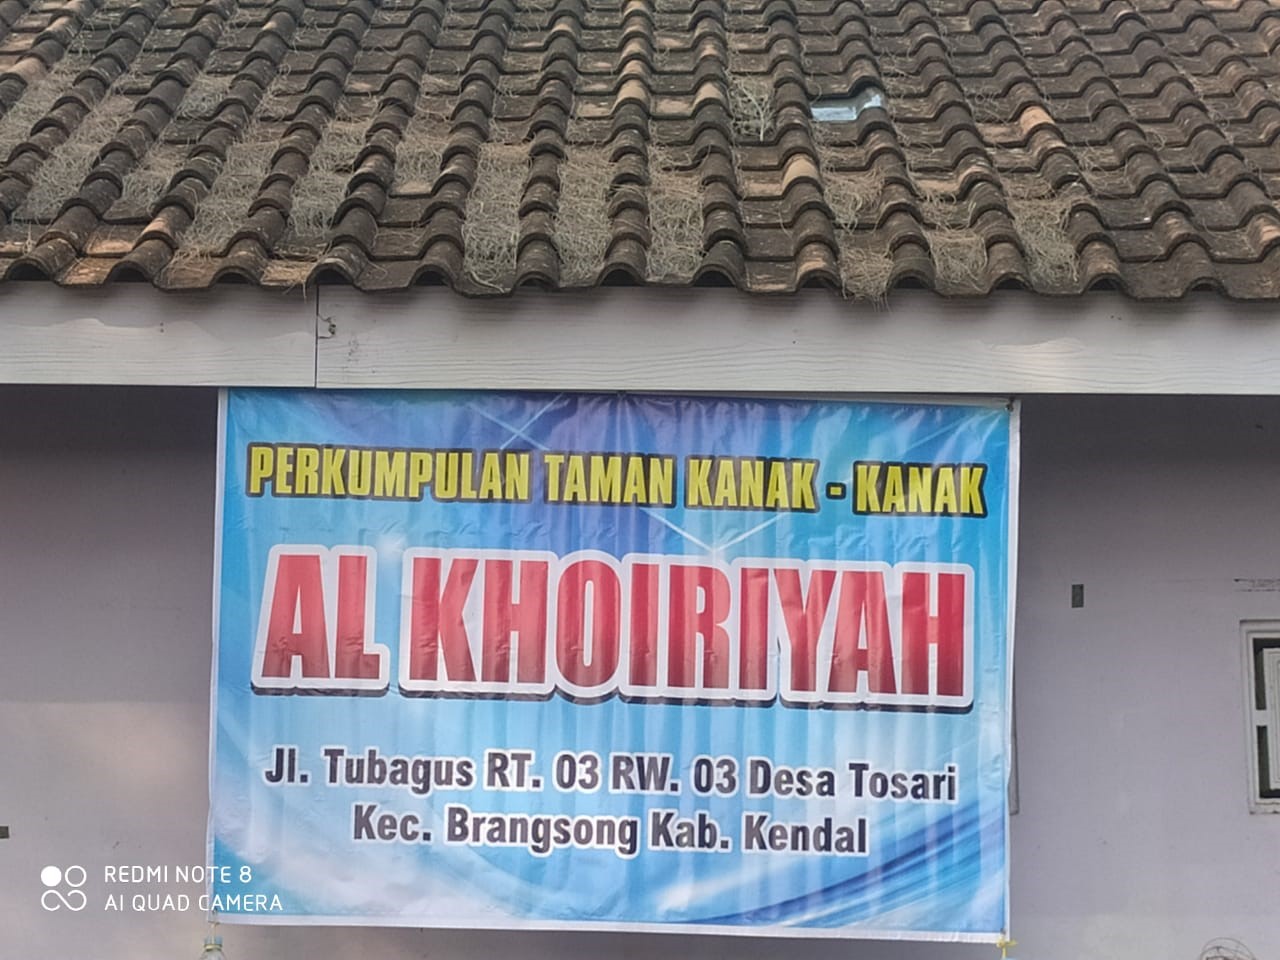 PERKUMPULAN TAMAN KANAK - KANAK
AL KHOIRIYAH
Jl. Tubagus RT. 03 RW. 03 Desa Tosari
Kec. Brangsong Kab. Kendal
REDMI NOTE 8
AI QUAD CAMERA